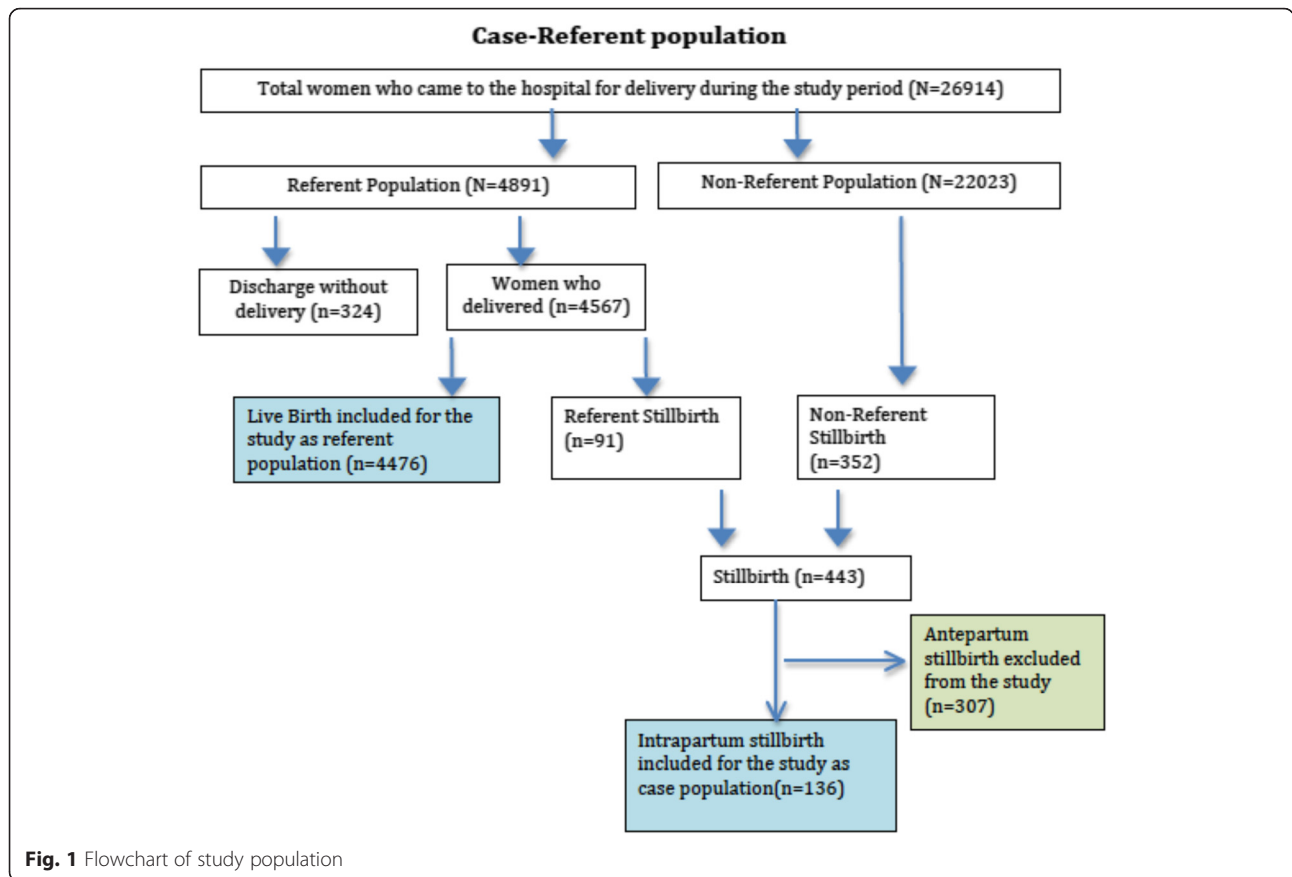 Case-Referent population
Total women who came to the hospital for delivery during the study period (N=26914)
Referent Population (N=4891)
Non-Referent Population (N=22023)
Discharge without
delivery (n=324)
Women who
delivered (n=4567)
Live Birth included for the
study as referent
population (n=4476)
Referent Stillbirth
(n=91)
Non-Referent
Stillbirth
(n=352)
Stillbirth (n=443)
Antepartum
stillbirth excluded
from the study
(n=307)
Intrapartum stillbirth
included for the study as
case population(n=136)
Fig. 1 Flowchart of study population